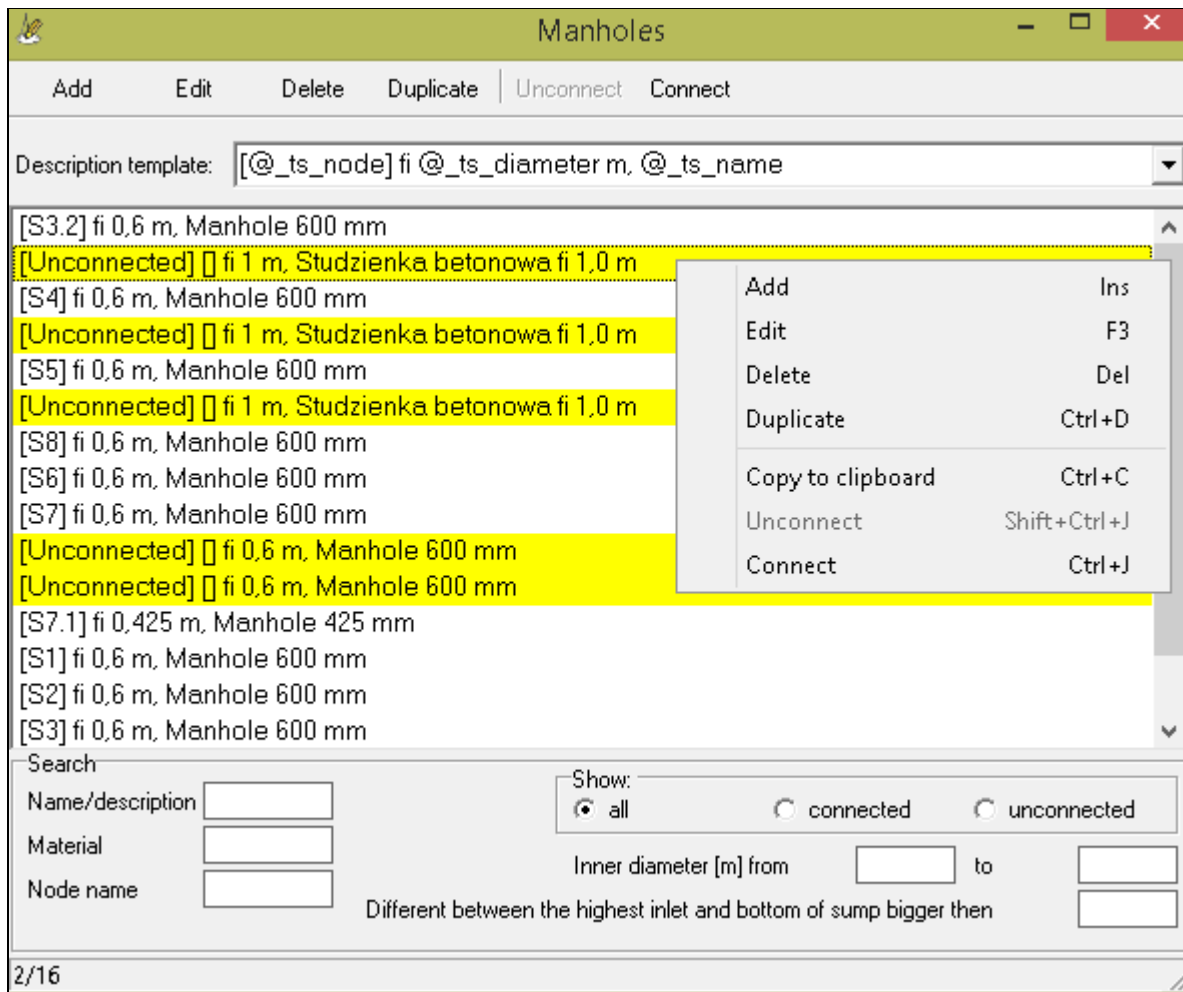 Manholes
Add Edit Delete Duplicate Unconnect Connect
Description template: [@_ts_node] fi @_ts_diameter m, @_ts_name
[S3.2] fi 0,6 m, Manhole 600 mm
[Unconnected] [] fi 1 m, Studzienka betonowa fi 1,0 m
[S4] fi 0,6 m, Manhole 600 mm
[Unconnected] [] fi 1 m, Studzienka betonowa fi 1,0 m
[S5] fi 0,6 m, Manhole 600 mm
[Unconnected] [] fi 1 m, Studzienka betonowa fi 1,0 m
[S8] fi 0,6 m, Manhole 600 mm
[S6] fi 0,6 m, Manhole 600 mm
[S7] fi 0,6 m, Manhole 600 mm
[Unconnected] [] fi 0,6 m, Manhole 600 mm
[Unconnected] [] fi 0,6 m, Manhole 600 mm
[S7.1] fi 0,425 m, Manhole 425 mm
[S1] fi 0,6 m, Manhole 600 mm
[S2] fi 0,6 m, Manhole 600 mm
[S3] fi 0,6 m, Manhole 600 mm
Add Ins
Edit F3
Delete Del
Duplicate Ctrl+D
Copy to clipboard Ctrl+C
Unconnect Shift+Ctrl+J
Connect Ctrl+J
Search
Name/description
Material
Node name
Show:
all connected unconnected
Inner diameter [m] from to
Different between the highest inlet and bottom of sump bigger then
2/16